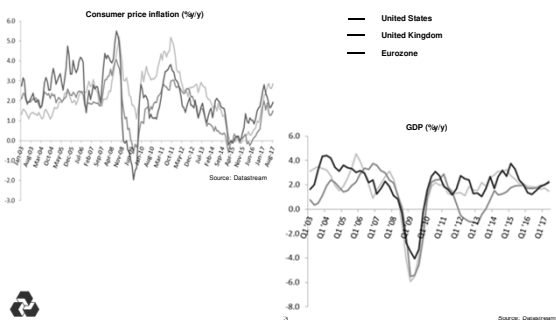 Consumer price inflation (%y/y)
6.0
5.0
4.0
3.0
2.0
1.0
0.0
-1.0
-2.0
-3.0
Jan-03 Aug-03 Mar-04 Oct-04 May-05 Dec-05 Jul-06 Feb-07 Sep-07 Apr-08 Nov-08 Jan-10 Aug-10 Mar-11 Oct-11 May-12 Dec-12 Jul-13 Feb-14 Sep-14 Apr-15 Nov-15 Jun-16 Jan-17 Aug-17
Source: Datastream
United States
United Kingdom
Eurozone
GDP (%y/y)
6.0
4.0
2.0
0.0
-2.0
-4.0
-6.0
-8.0
Q1 '03 Q1 '04 Q1 '05 Q1 '06 Q1 '07 Q1 '08 Q1 '09 Q1 '10 Q1 '11 Q1 '12 Q1 '13 Q1 '14 Q1 '15 Q1 '16 Q1 '17
Source: Datastream